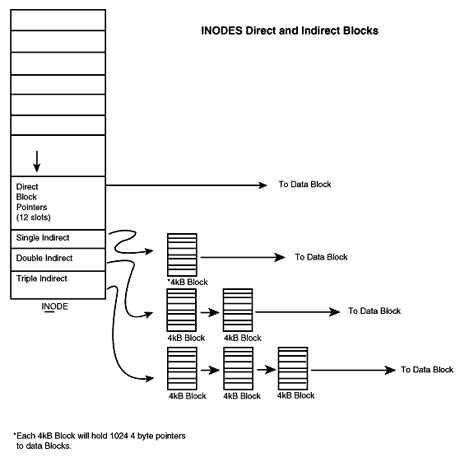 INODES Direct and Indirect Blocks
Direct
Block
Pointers
(12 slots)
To Data Block
Single Indirect
Double Indirect
Triple Indirect
INODE
To Data Block
*4kB Block
To Data Block
4kB Block
4kB Block
To Data Block
4kB Block
4kB Block
4kB Block
*Each 4kB Block will hold 1024 4 byte pointers
to data Blocks.